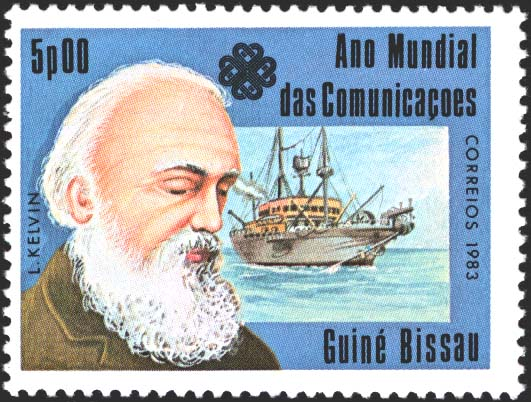 5p00
Ano Mundial
das Comunicaçoes
L. KELVIN
CORREIOS 1983
Guiné Bissau